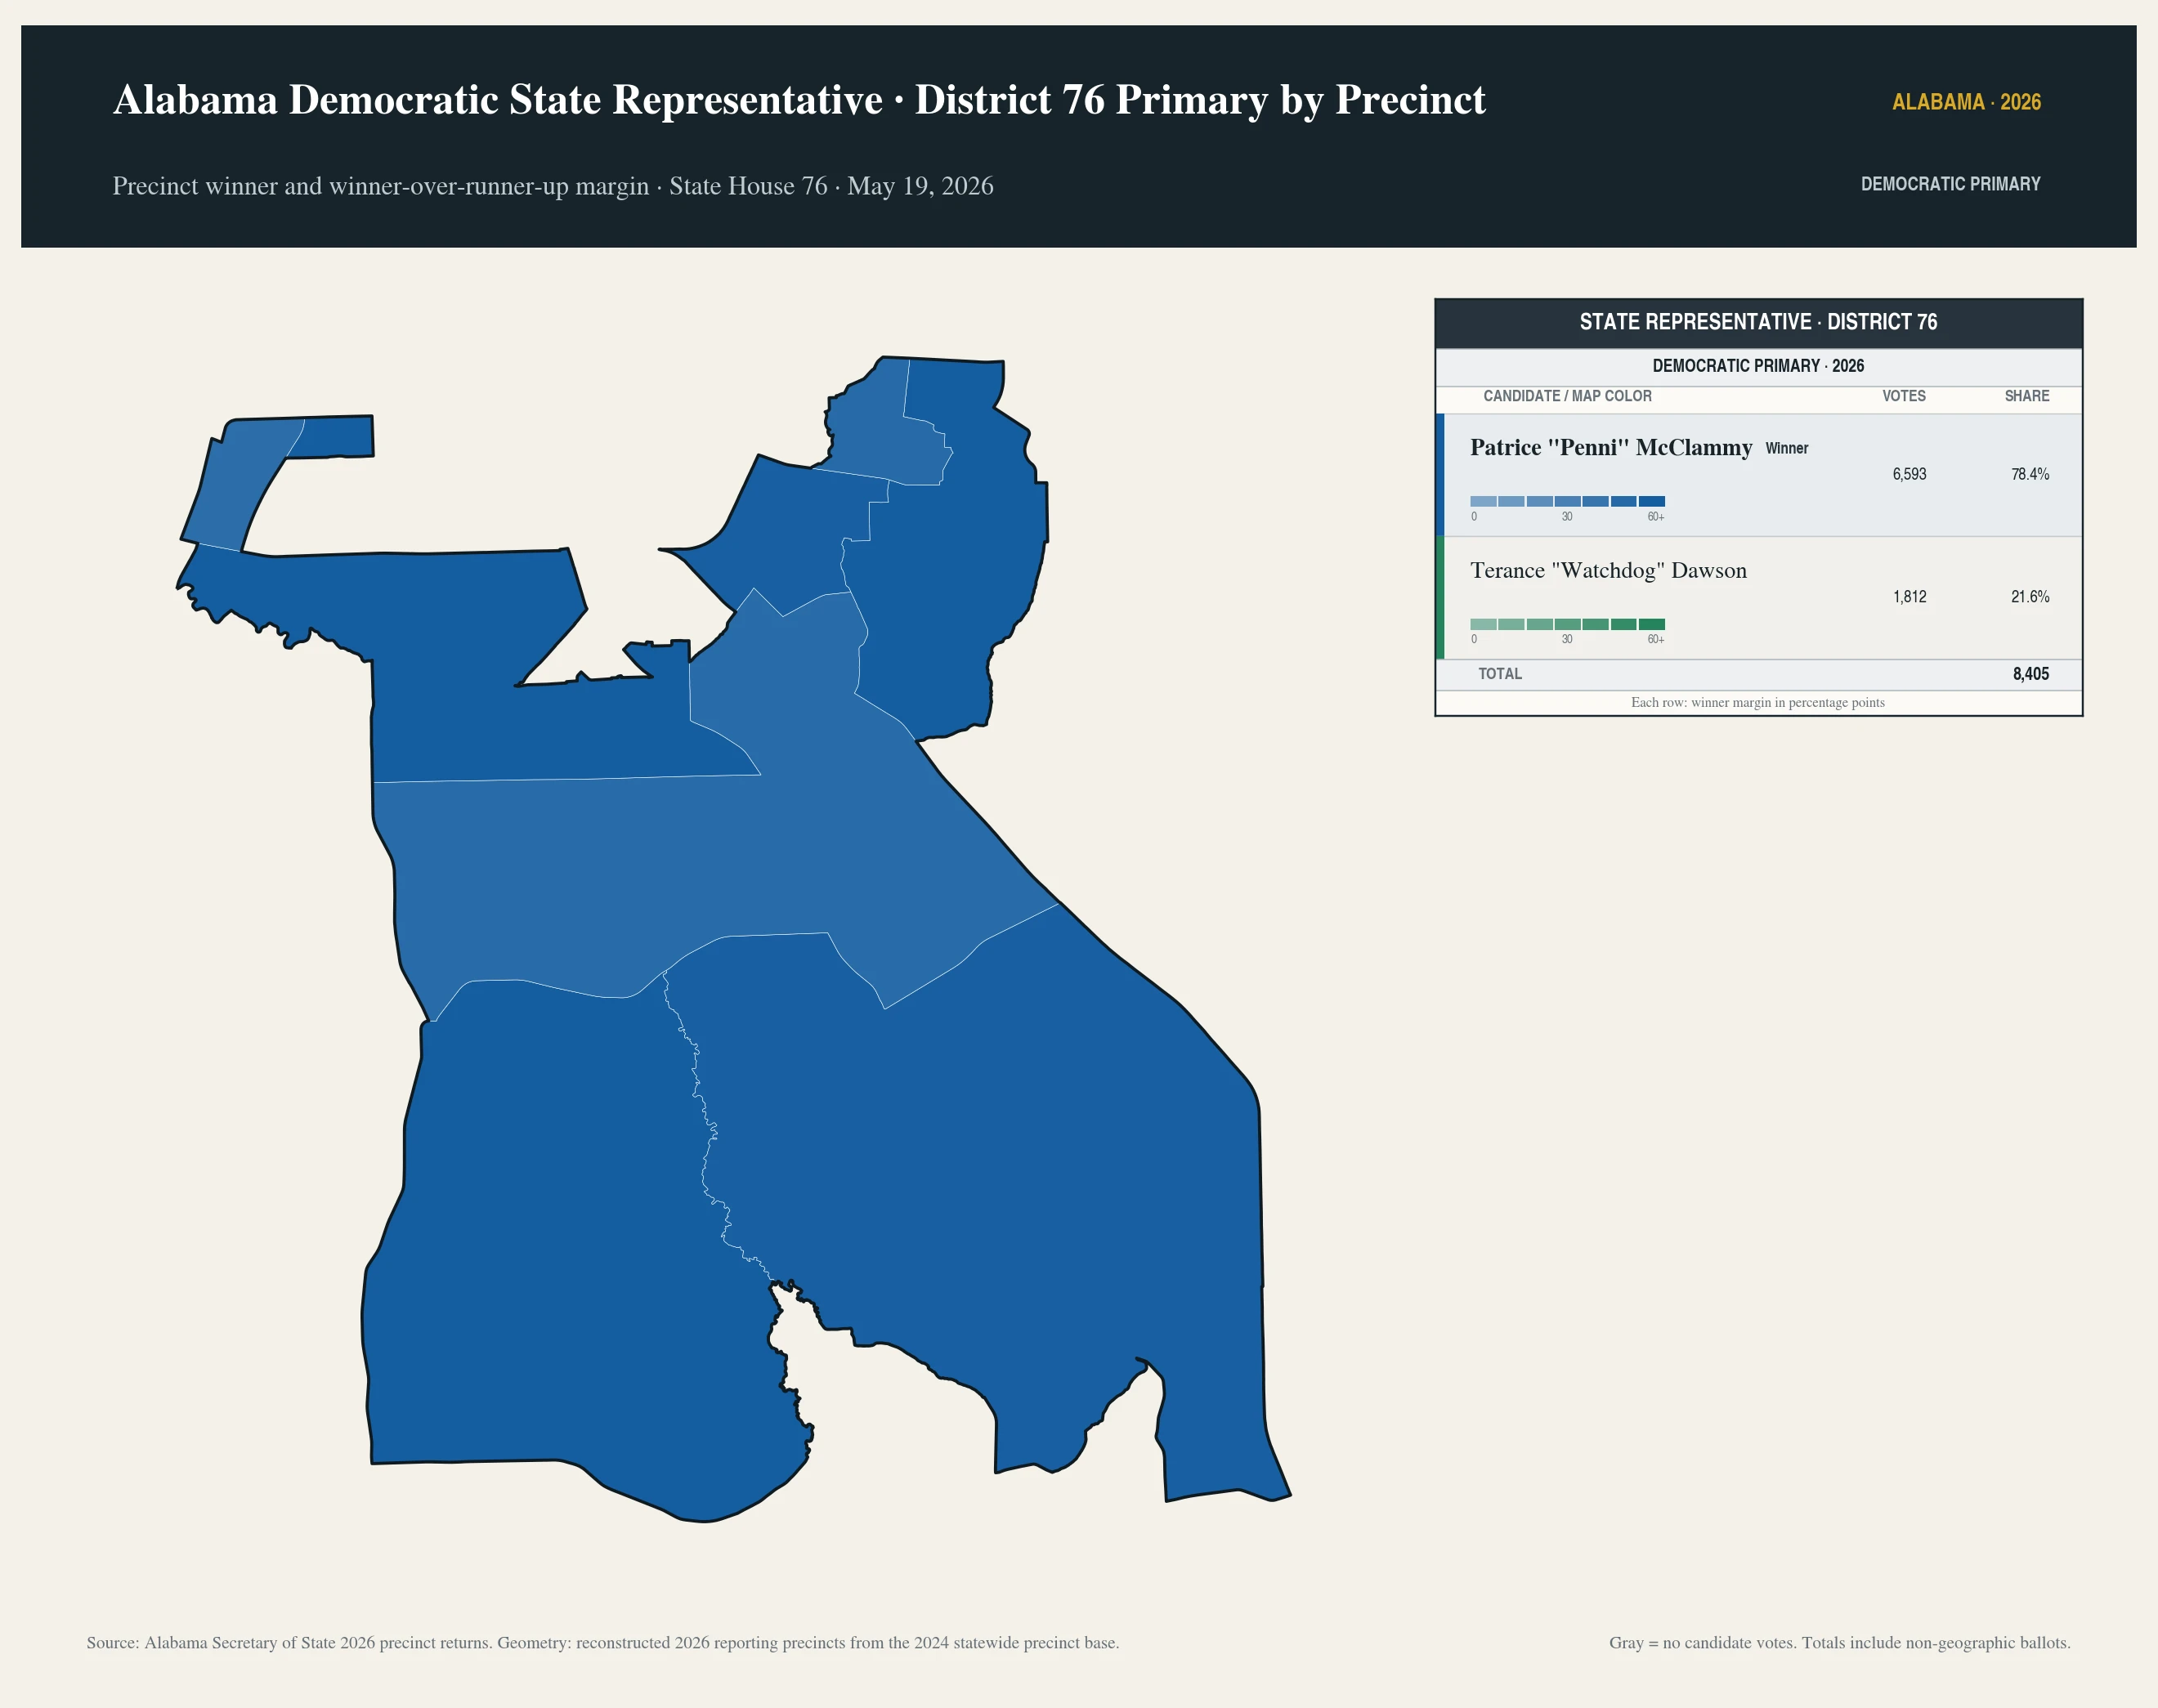 Alabama Democratic State Representative · District 76 Primary by Precinct
ALABAMA · 2026
Precinct winner and winner-over-runner-up margin · State House 76 · May 19, 2026
DEMOCRATIC PRIMARY
STATE REPRESENTATIVE · DISTRICT 76
DEMOCRATIC PRIMARY · 2026
CANDIDATE / MAP COLOR VOTES SHARE
Patrice "Penni" McClammy Winner
6,593 78.4%
0 30 60+
Terance "Watchdog" Dawson
1,812 21.6%
0 30 60+
TOTAL 8,405
Each row: winner margin in percentage points
Source: Alabama Secretary of State 2026 precinct returns. Geometry: reconstructed 2026 reporting precincts from the 2024 statewide precinct base.
Gray = no candidate votes. Totals include non-geographic ballots.